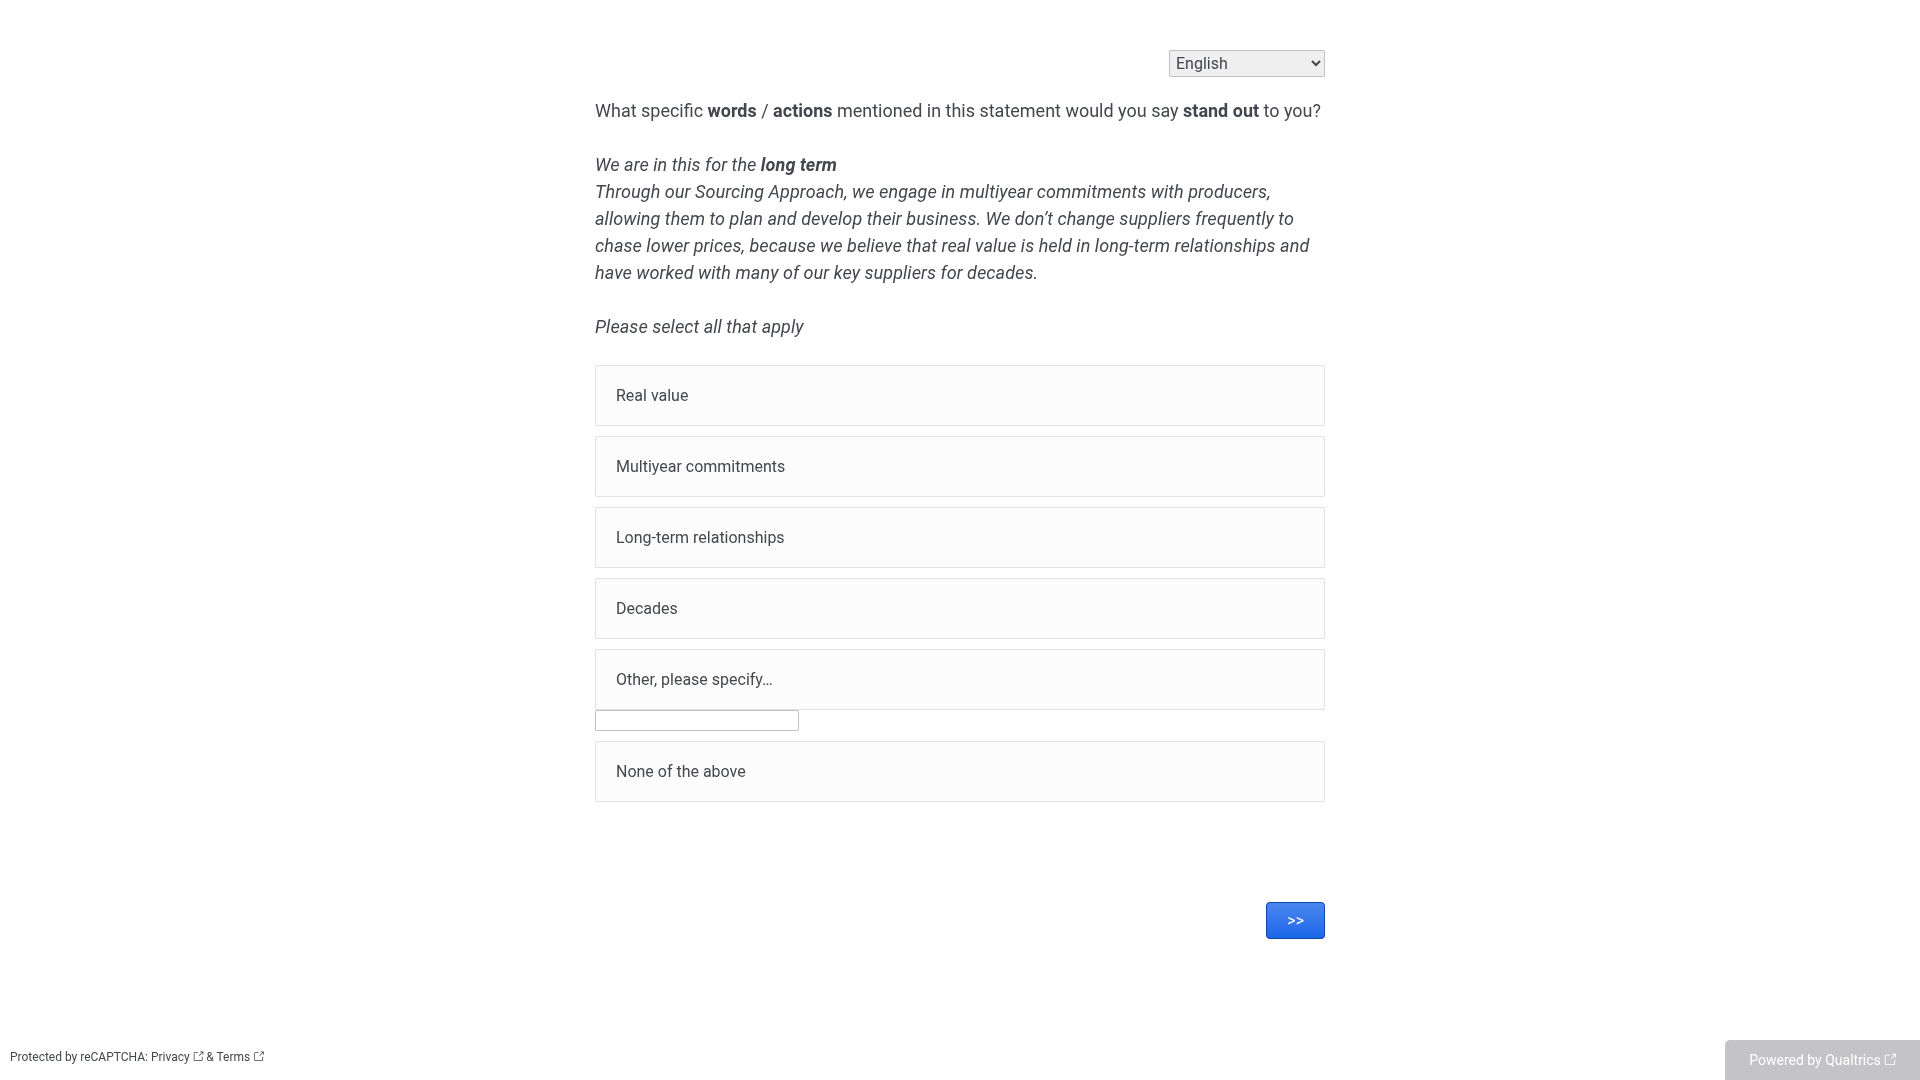 English
What specific words / actions mentioned in this statement would you say stand out to you?
We are in this for the long term
Through our Sourcing Approach, we engage in multiyear commitments with producers,
allowing them to plan and develop their business. We don’t change suppliers frequently to
chase lower prices, because we believe that real value is held in long-term relationships and
have worked with many of our key suppliers for decades.
Please select all that apply
Real value
Multiyear commitments
Long-term relationships
Decades
Other, please specify...
None of the above
>>
Protected by reCAPTCHA: Privacy & Terms
Powered by Qualtrics